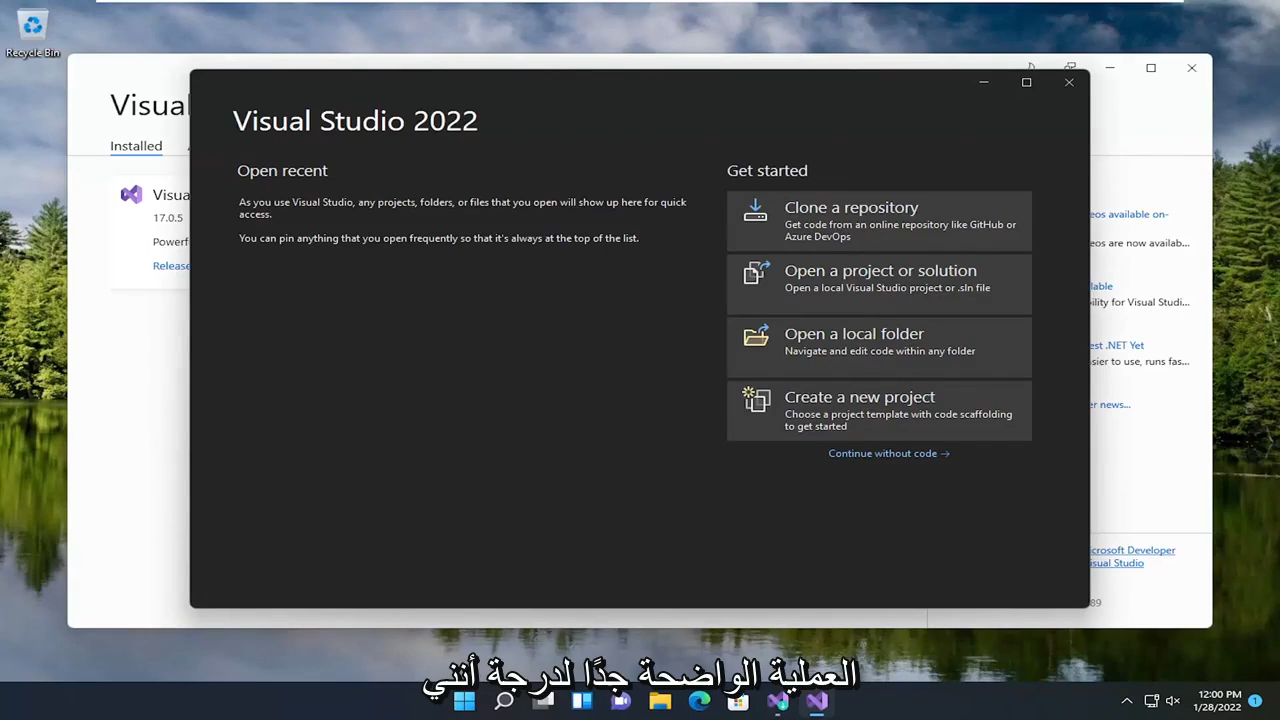 Recycle Bin
Visual
Installed
17.0.5
Release
Visual Studio 2022
Open recent
As you use Visual Studio, any projects, folders, or files that you open will show up here for quick
access.
You can pin anything that you open frequently so that it's always at the top of the list.
Get started
Clone a repository
Get code from an online repository like GitHub or
Azure DevOps
Open a project or solution
Open a local Visual Studio project or .sln file
Open a local folder
Navigate and edit code within any folder
Create a new project
Choose a project template with code scaffolding
to get started
Continue without code →
eos available on-
eos are now availab...
ilable
ility for Visual Studi...
est .NET Yet
sier to use, runs fas...
er news...
crosoft Developer
isual Studio
89
العملية الواضحة جدًا لدرجة أنني
12:00 PM
1/28/2022
1